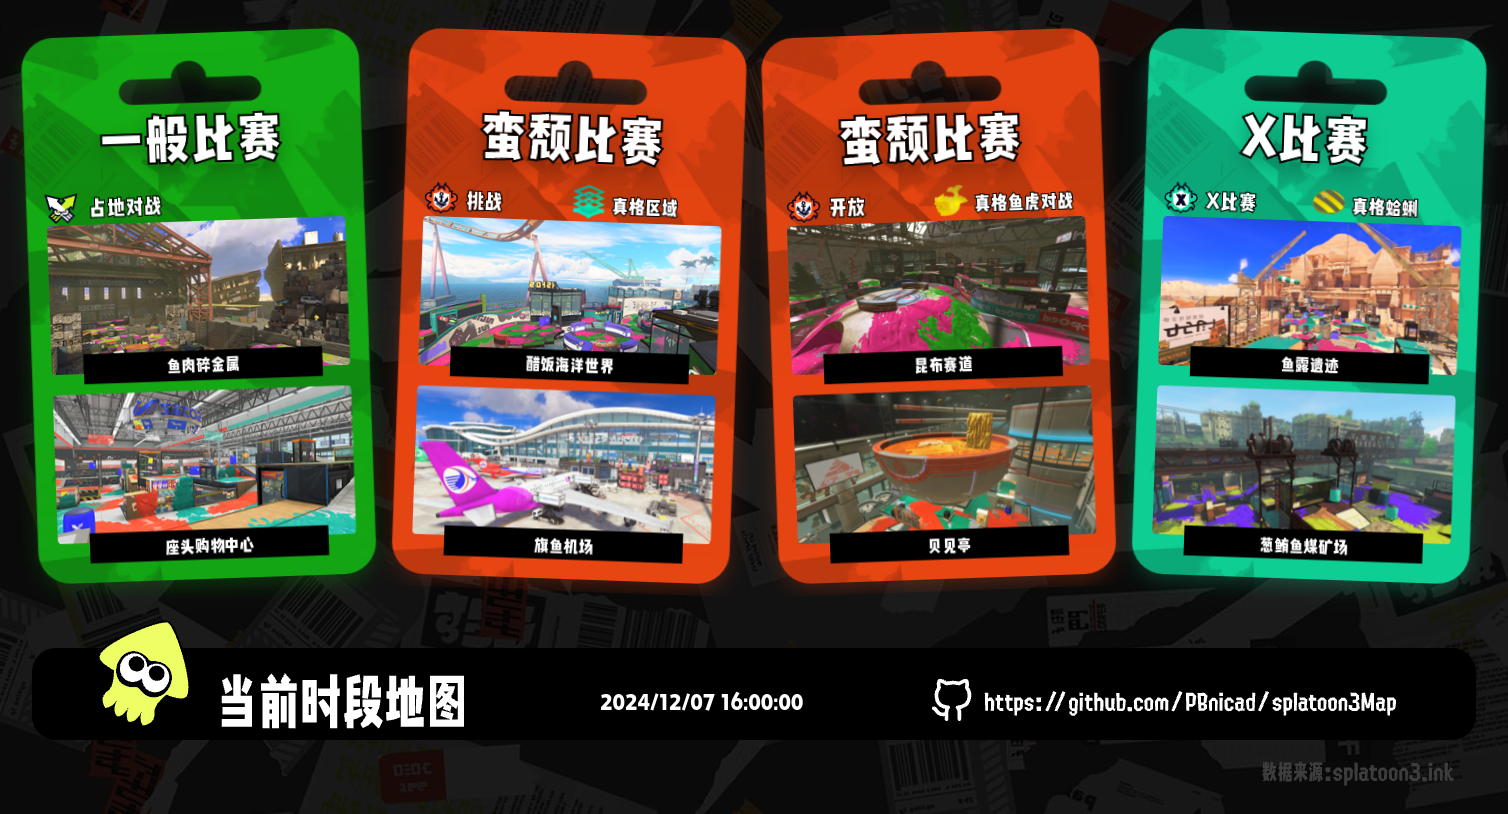 一般比赛
占地对战
鱼肉碎金属
座头购物中心
蛮颓比赛
挑战
真格区域
醋饭海洋世界
旗鱼机场
蛮颓比赛
开放
真格鱼虎对战
昆布赛道
贝见亭
X比赛
X比赛
真格蛤蜊
鱼露遗迹
葱鲔鱼煤矿场
当前时段地图
2024/12/07 16:00:00
https://github.com/PBnicad/splatoon3Map
数据来源:splatoon3.ink